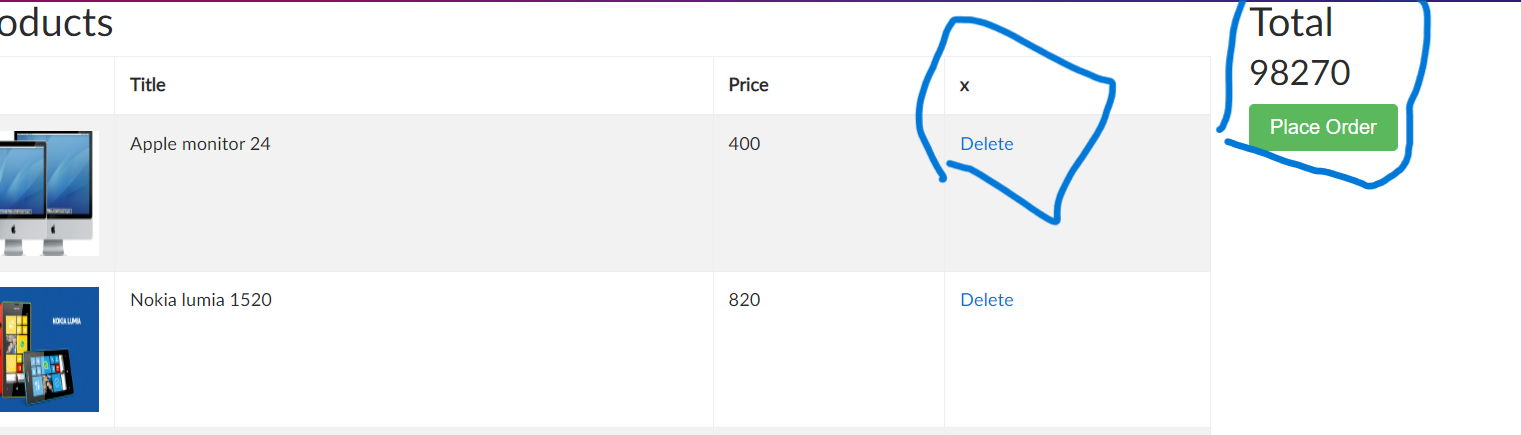 oducts
Total
98270
Title Price x
Place Order
Apple monitor 24 400 Delete
Nokia lumia 1520 820 Delete
NOKIA LUMIA